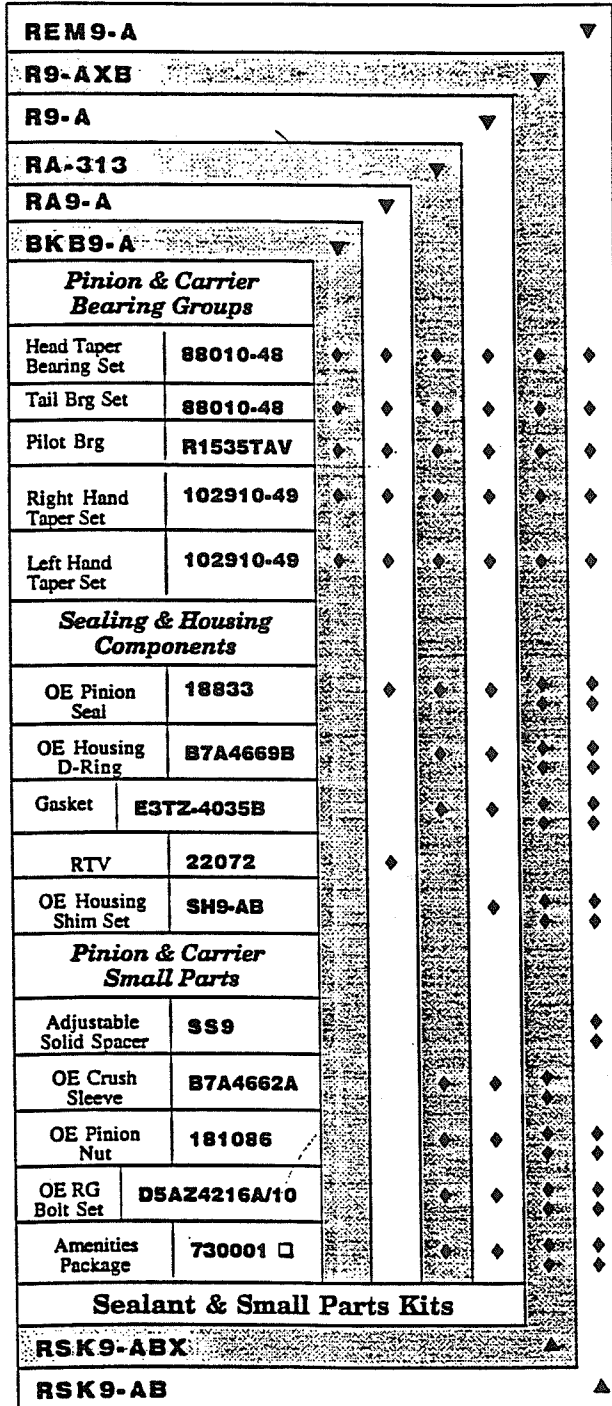 REM9-A
R9-AXB
R9-A
RA-313
RA9-A
BKB9-A
Pinion & Carrier
Bearing Groups
Head Taper
Bearing Set
88010-48
Tail Brg Set
88010-48
Pilot Brg
R1535TAV
Right Hand
Taper Set
102910-49
Left Hand
Taper Set
102910-49
Sealing & Housing
Components
OE Pinion
Seal
18833
OE Housing
D-Ring
B7A4669B
Gasket
E3TZ-4035B
RTV
22072
OE Housing
Shim Set
SH9-AB
Pinion & Carrier
Small Parts
Adjustable
Solid Spacer
SS9
OE Crush
Sleeve
B7A4662A
OE Pinion
Nut
181086
OE RG
Bolt Set
D5AZ4216A/10
Amenities
Package
730001 ❑
Sealant & Small Parts Kits
RSK9-ABX
RSK9-AB